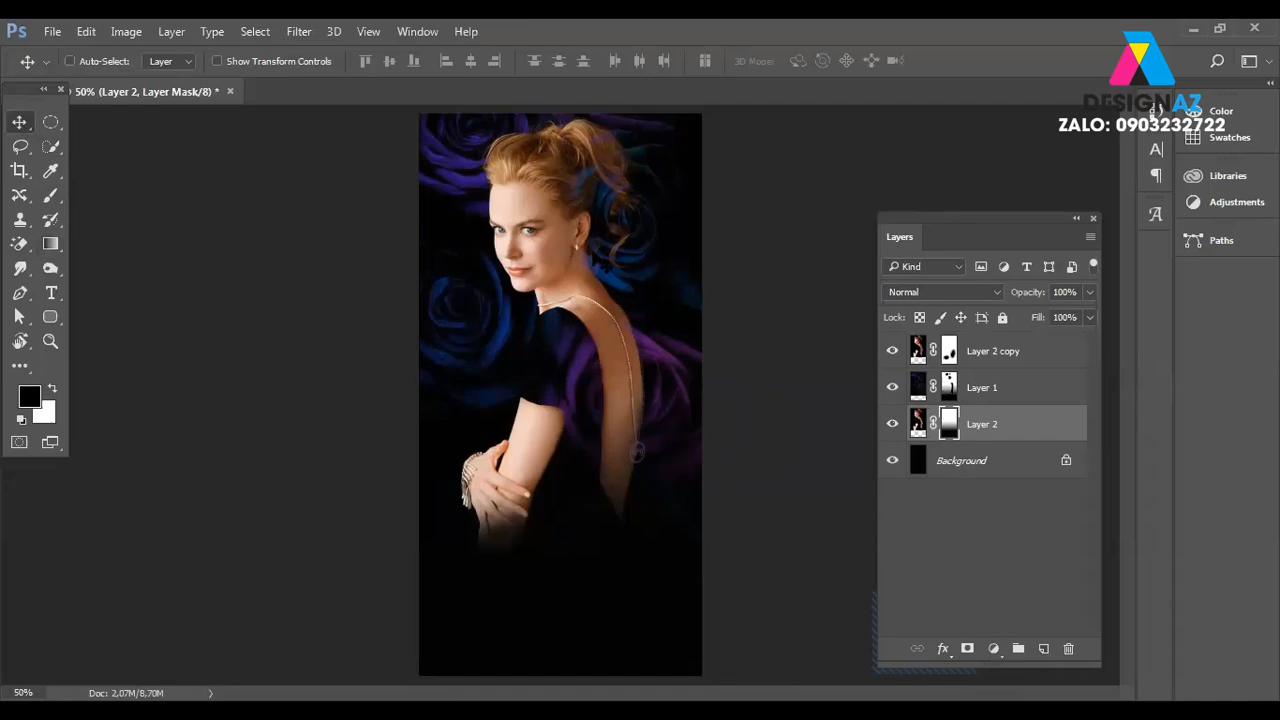 Ps File Edit Image Layer Type Select Filter 3D View Window Help
Auto-Select: Layer Show Transform Controls 3D Mode:
50% (Layer 2, Layer Mask/8) *
DESIGNAZ
ZALO: 0903232722
Color
Swatches
Libraries
Adjustments
Paths
Layers
Kind
Normal Opacity: 100%
Lock: Fill: 100%
Layer 2 copy
Layer 1
Layer 2
Background
fx
50% Doc: 2,07M/8,70M